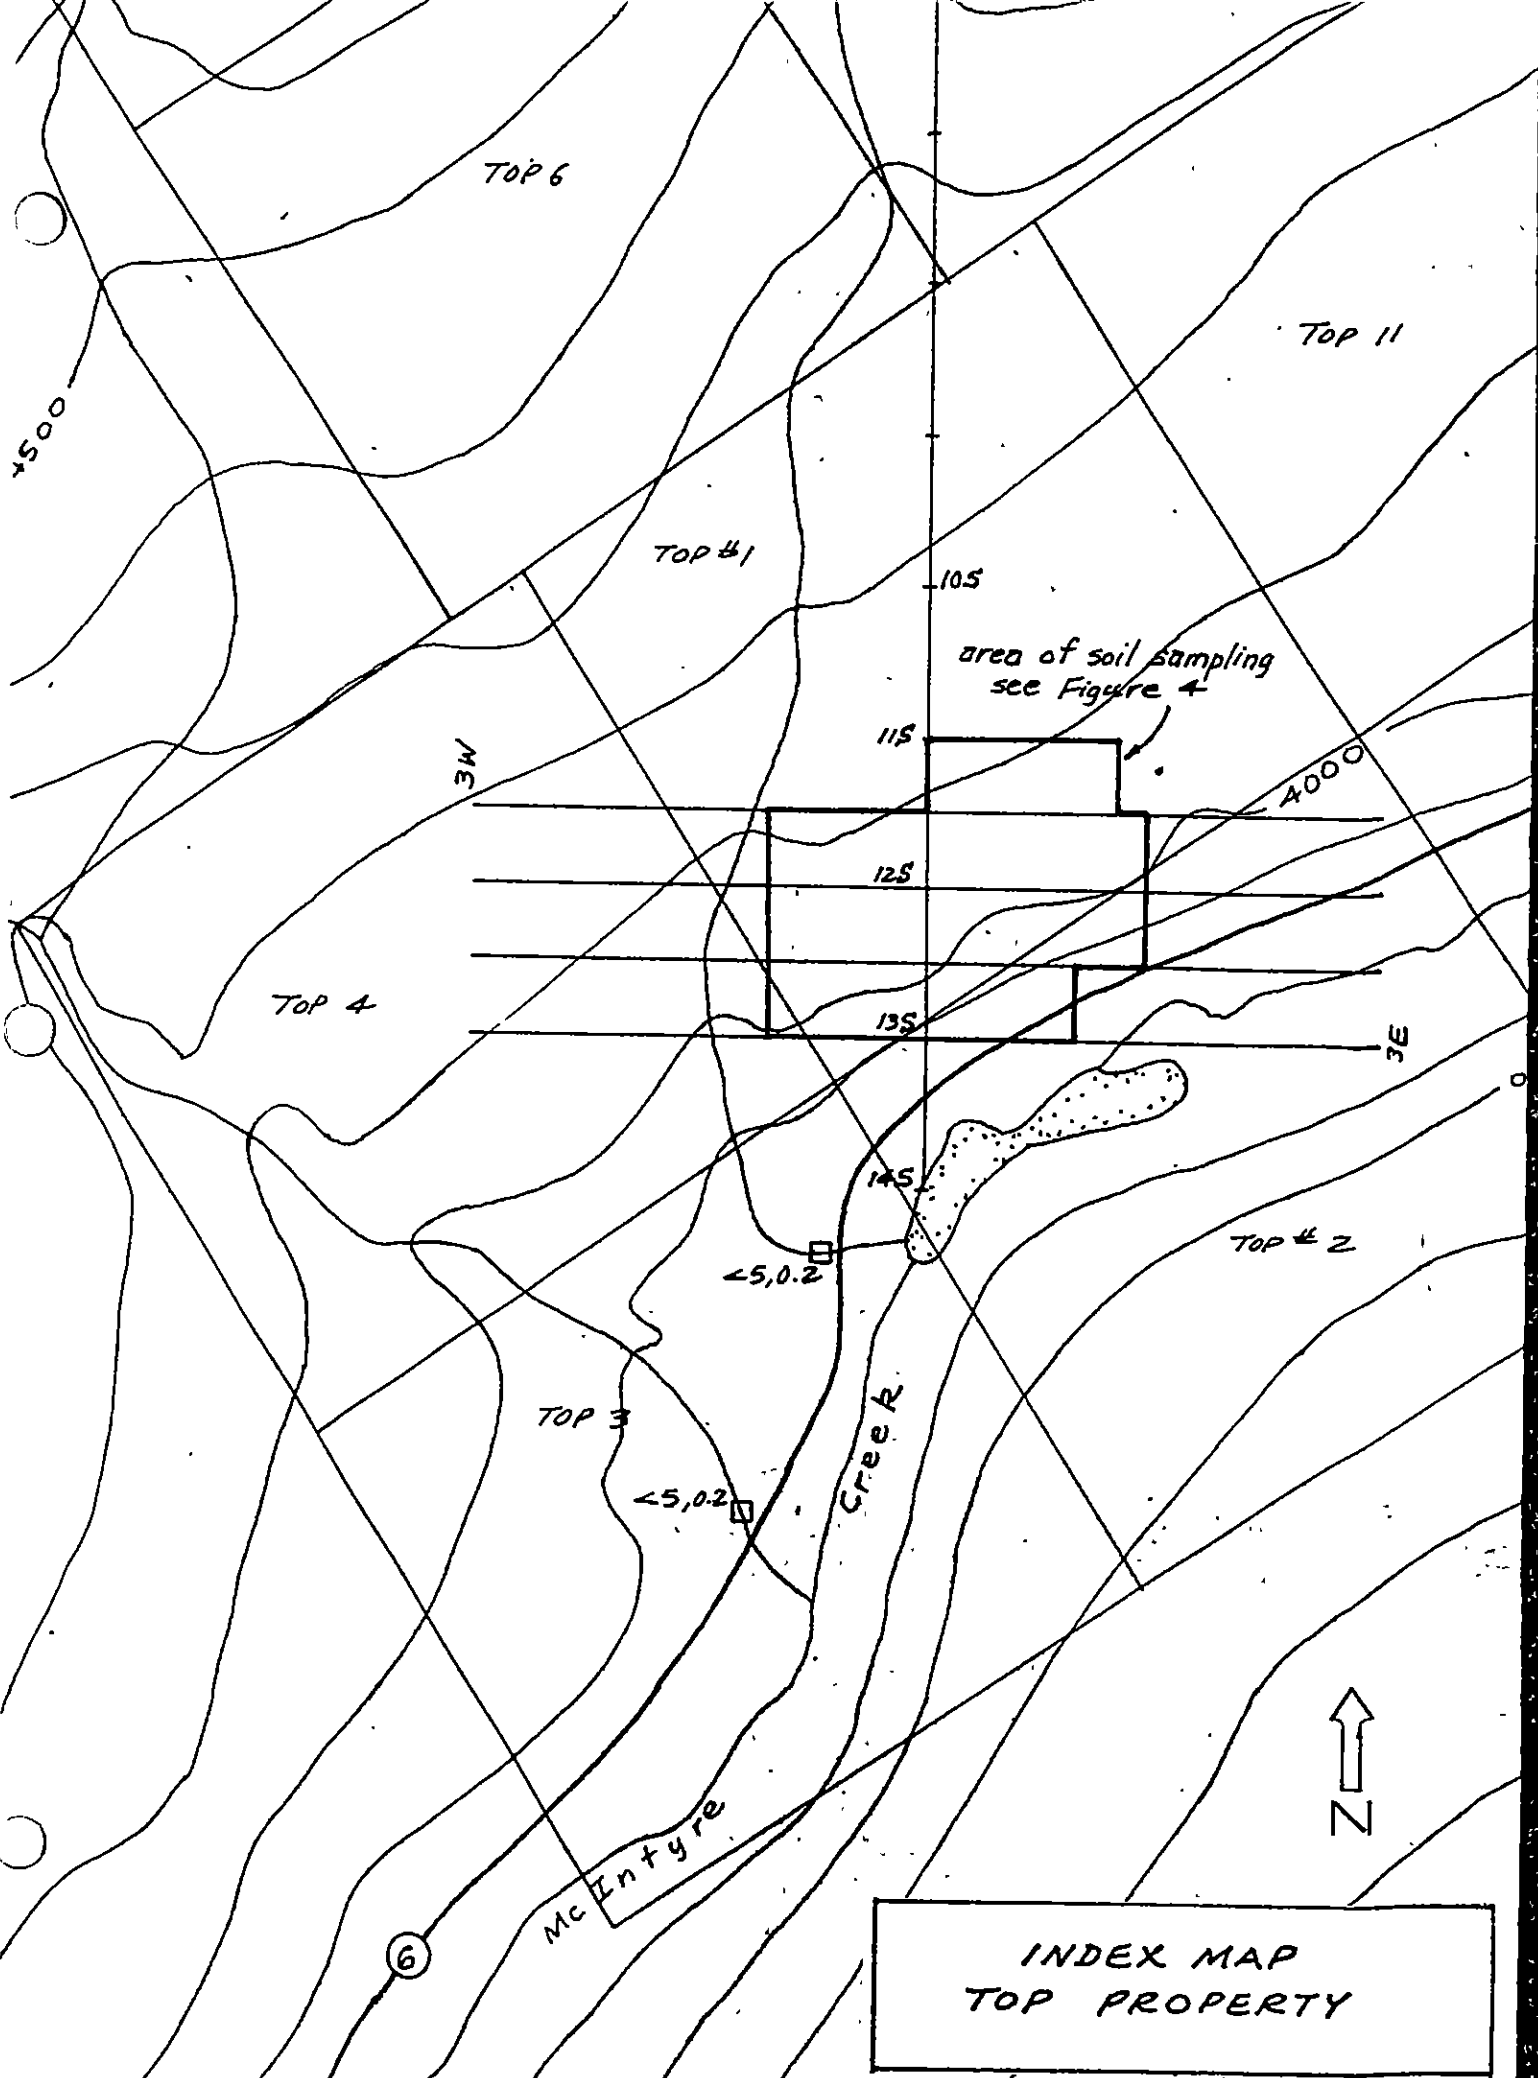 TOP 6
TOP 11
4500
TOP #1
10S
area of soil sampling
see Figure 4
11S
3W
4000
12S
TOP 4
13S
3E
0
14S
TOP #2
<5,0.2
TOP 3
Creek
<5,0.2
N
Mc Intyre
6
INDEX MAP
TOP PROPERTY